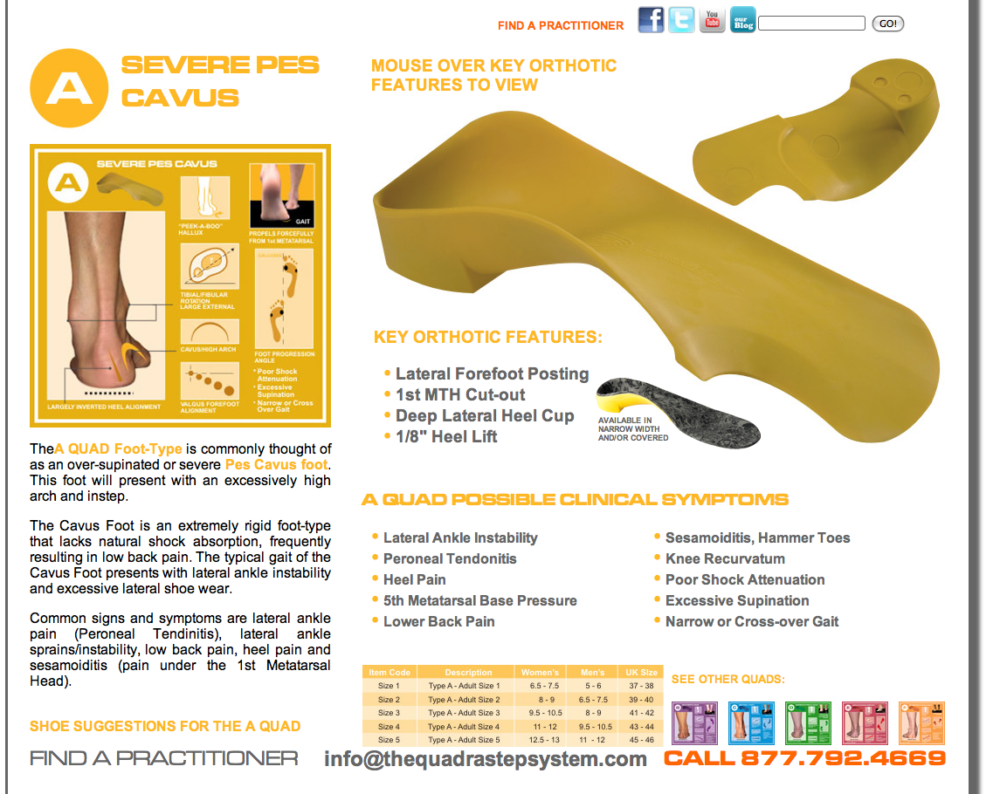 FIND A PRACTITIONER
You
Tube
our
Blog
GO!
A
SEVERE PES
CAVUS
MOUSE OVER KEY ORTHOTIC
FEATURES TO VIEW
A
SEVERE PES CAVUS
"PEEK-A-BOO"
HALLUX
GAIT
PROPELS FORCEFULLY
FROM 1st METATARSAL
TIBIAL/FIBULAR
ROTATION
LARGE EXTERNAL
CAVUS/HIGH ARCH
FOOT PROGRESSION
ANGLE
* Poor Shock
Attenuation
* Excessive
Supination
* Narrow or Cross
Over Gait
LARGELY INVERTED HEEL ALIGNMENT
VALGUS FOREFOOT
ALIGNMENT
KEY ORTHOTIC FEATURES:
• Lateral Forefoot Posting
• 1st MTH Cut-out
• Deep Lateral Heel Cup
• 1/8" Heel Lift
AVAILABLE IN
NARROW WIDTH
AND/OR COVERED
TheA QUAD Foot-Type is commonly thought of
as an over-supinated or severe Pes Cavus foot.
This foot will present with an excessively high
arch and instep.
The Cavus Foot is an extremely rigid foot-type
that lacks natural shock absorption, frequently
resulting in low back pain. The typical gait of the
Cavus Foot presents with lateral ankle instability
and excessive lateral shoe wear.
Common signs and symptoms are lateral ankle
pain (Peroneal Tendinitis), lateral ankle
sprains/instability, low back pain, heel pain and
sesamoiditis (pain under the 1st Metatarsal
Head).
SHOE SUGGESTIONS FOR THE A QUAD
A QUAD POSSIBLE CLINICAL SYMPTOMS
• Lateral Ankle Instability
• Peroneal Tendonitis
• Heel Pain
• 5th Metatarsal Base Pressure
• Lower Back Pain
• Sesamoiditis, Hammer Toes
• Knee Recurvatum
• Poor Shock Attenuation
• Excessive Supination
• Narrow or Cross-over Gait
Item Code Description Women's Men's UK Size
Size 1 Type A - Adult Size 1 6.5 - 7.5 5 - 6 37 - 38
Size 2 Type A - Adult Size 2 8 - 9 6.5 - 7.5 39 - 40
Size 3 Type A - Adult Size 3 9.5 - 10.5 8 - 9 41 - 42
Size 4 Type A - Adult Size 4 11 - 12 9.5 - 10.5 43 - 44
Size 5 Type A - Adult Size 5 12.5 - 13 11 - 12 45 - 46
SEE OTHER QUADS:
FIND A PRACTITIONER
info@thequadrastepsystem.com
CALL 877.792.4669